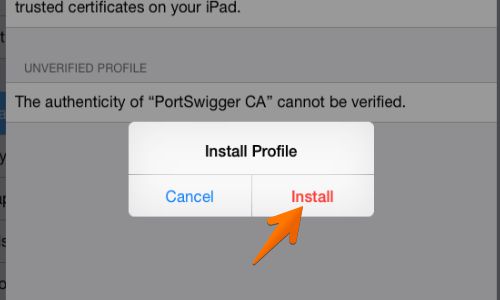 trusted certificates on your iPad.
UNVERIFIED PROFILE
The authenticity of “PortSwigger CA” cannot be verified.
Install Profile
Cancel
Install